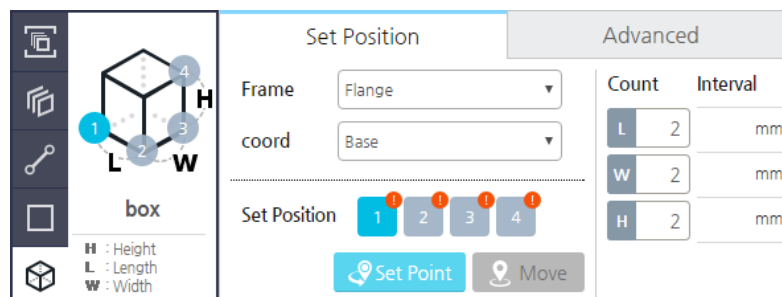 Set Position
Advanced
4
H
1
3
2
L
W
box
H : Height
L : Length
W : Width
Frame
Flange
coord
Base
Set Position
1 ! 2 ! 3 ! 4 !
Set Point
Move
Count Interval
L 2 mm
W 2 mm
H 2 mm